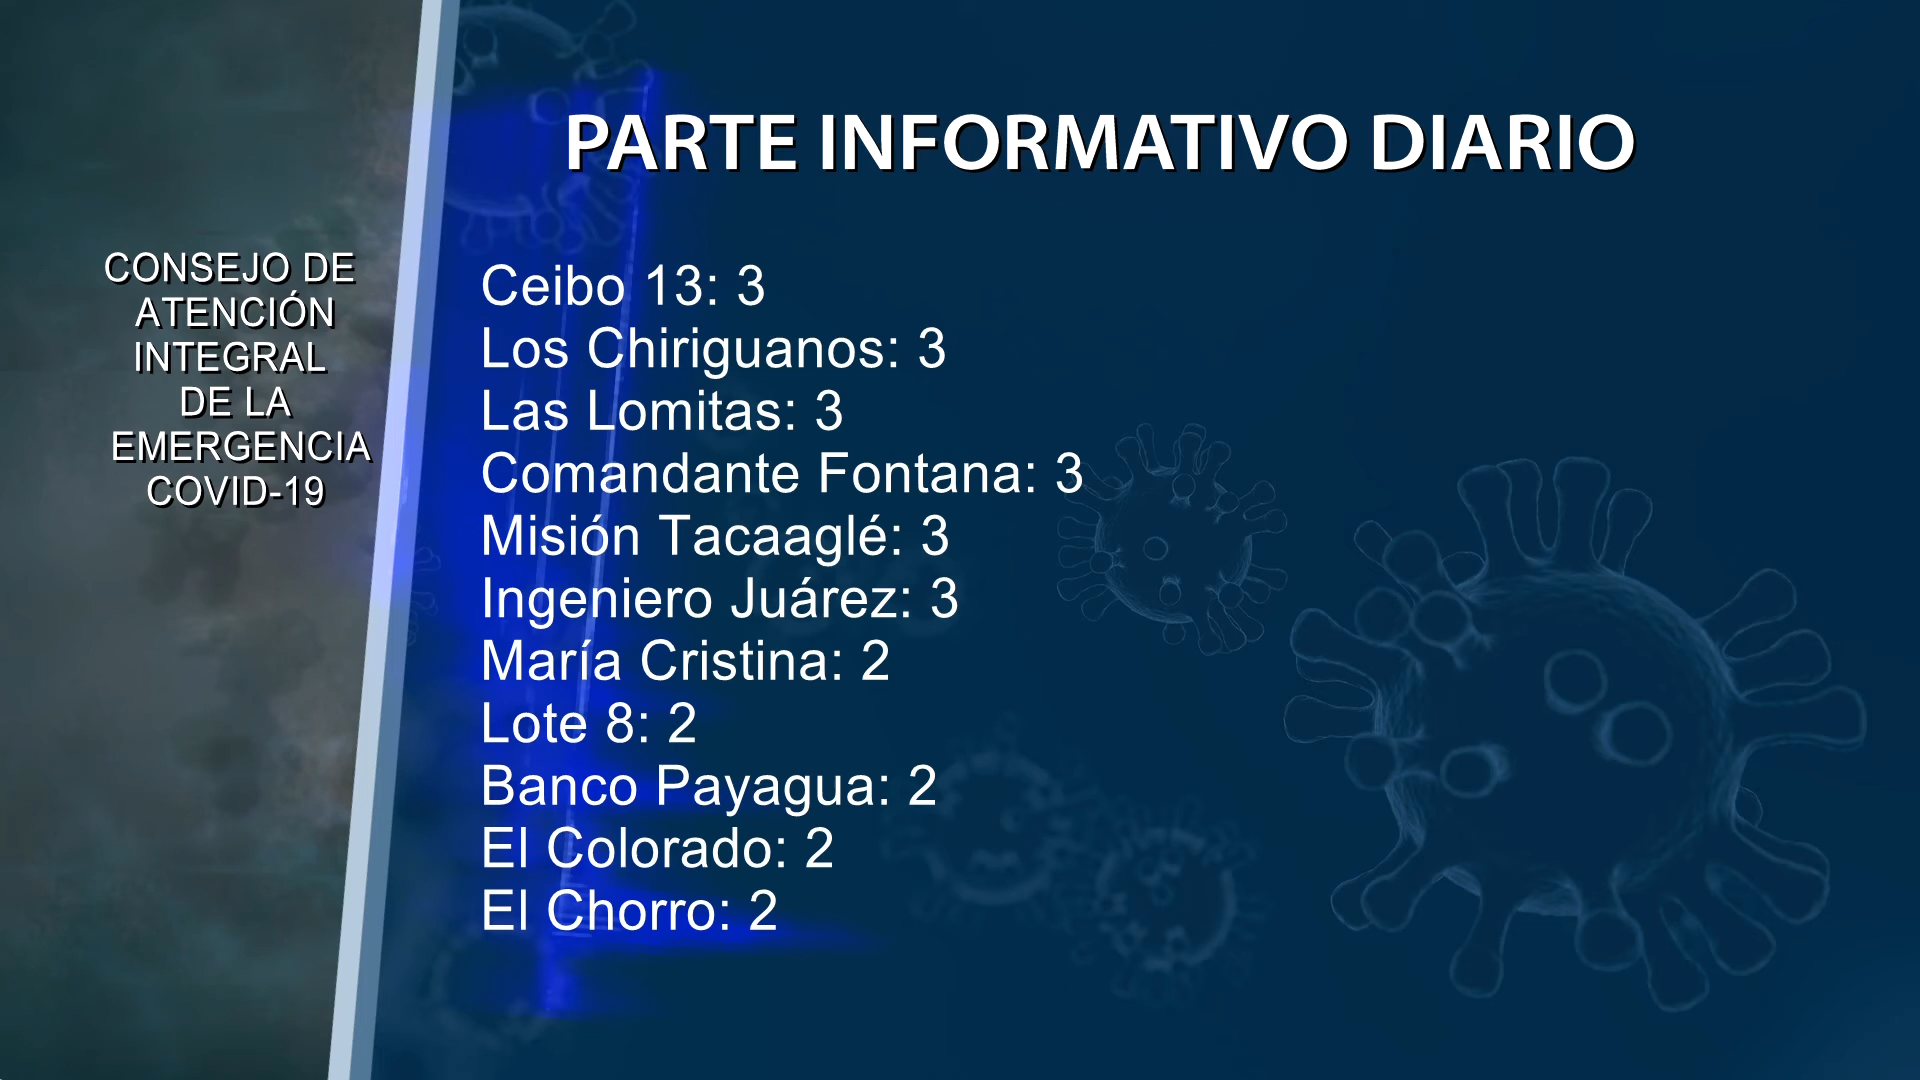 PARTE INFORMATIVO DIARIO
CONSEJO DE
ATENCIÓN
INTEGRAL
DE LA
EMERGENCIA
COVID-19
Ceibo 13: 3
Los Chiriguanos: 3
Las Lomitas: 3
Comandante Fontana: 3
Misión Tacaaglé: 3
Ingeniero Juárez: 3
María Cristina: 2
Lote 8: 2
Banco Payagua: 2
El Colorado: 2
El Chorro: 2